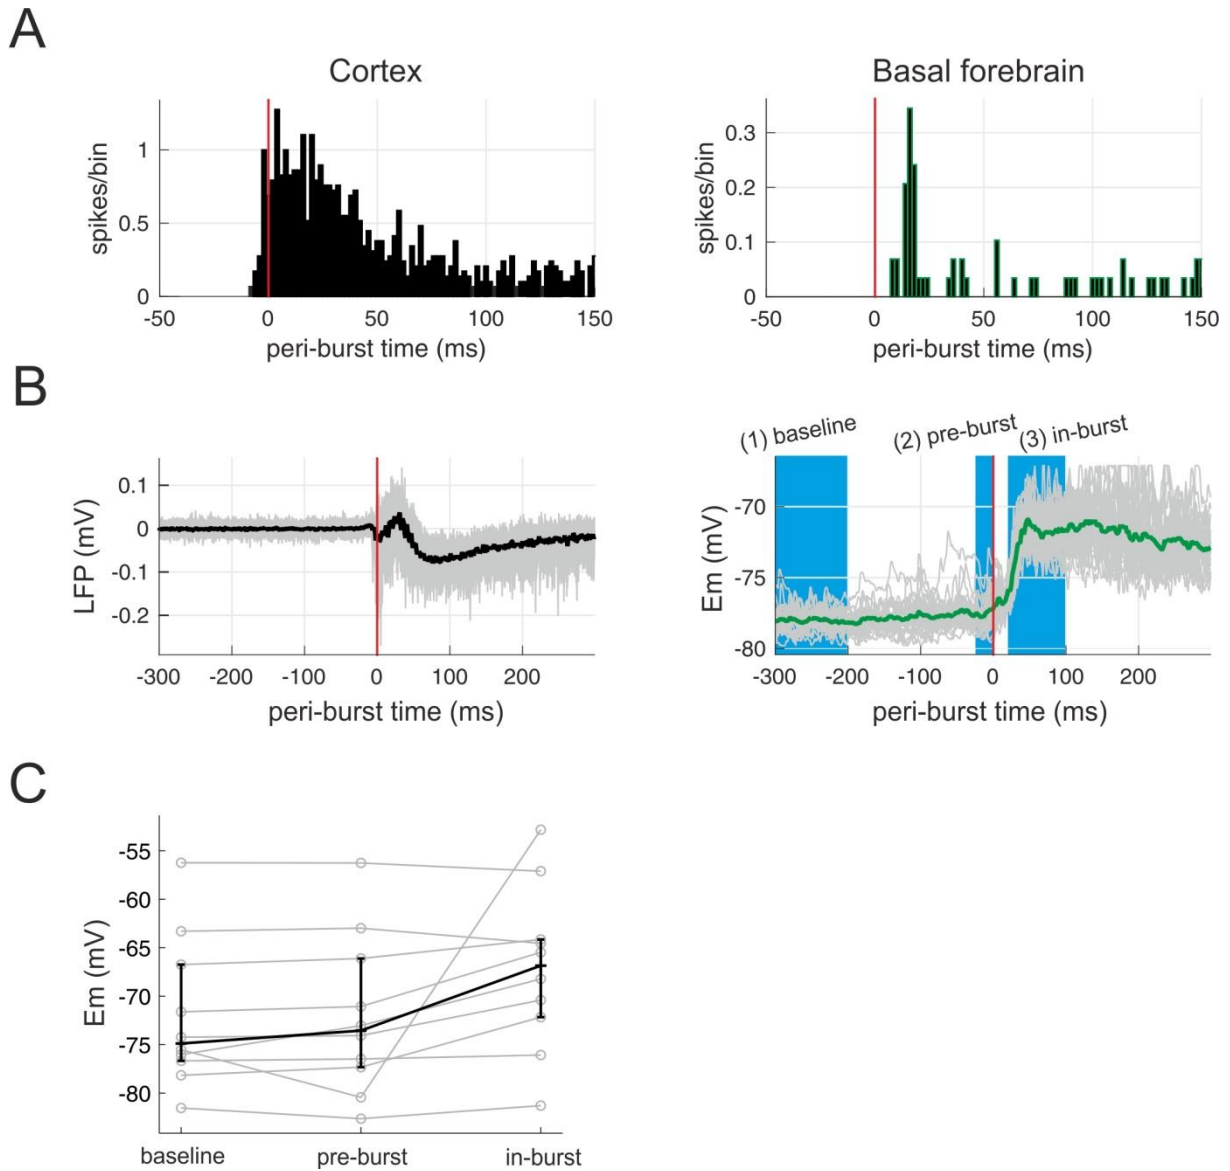 A
Cortex
Basal forebrain
spikes/bin
1
0.5
0
-50
0
50
100
150
peri-burst time (ms)
spikes/bin
0.3
0.2
0.1
0
-50
0
50
100
150
peri-burst time (ms)
B
LFP (mV)
0.1
0
-0.1
-0.2
-300
-200
-100
0
100
200
peri-burst time (ms)
(1) baseline
(2) pre-burst
(3) in-burst
Em (mV)
-70
-75
-80
-300
-200
-100
0
100
200
peri-burst time (ms)
C
Em (mV)
-55
-60
-65
-70
-75
-80
baseline
pre-burst
in-burst